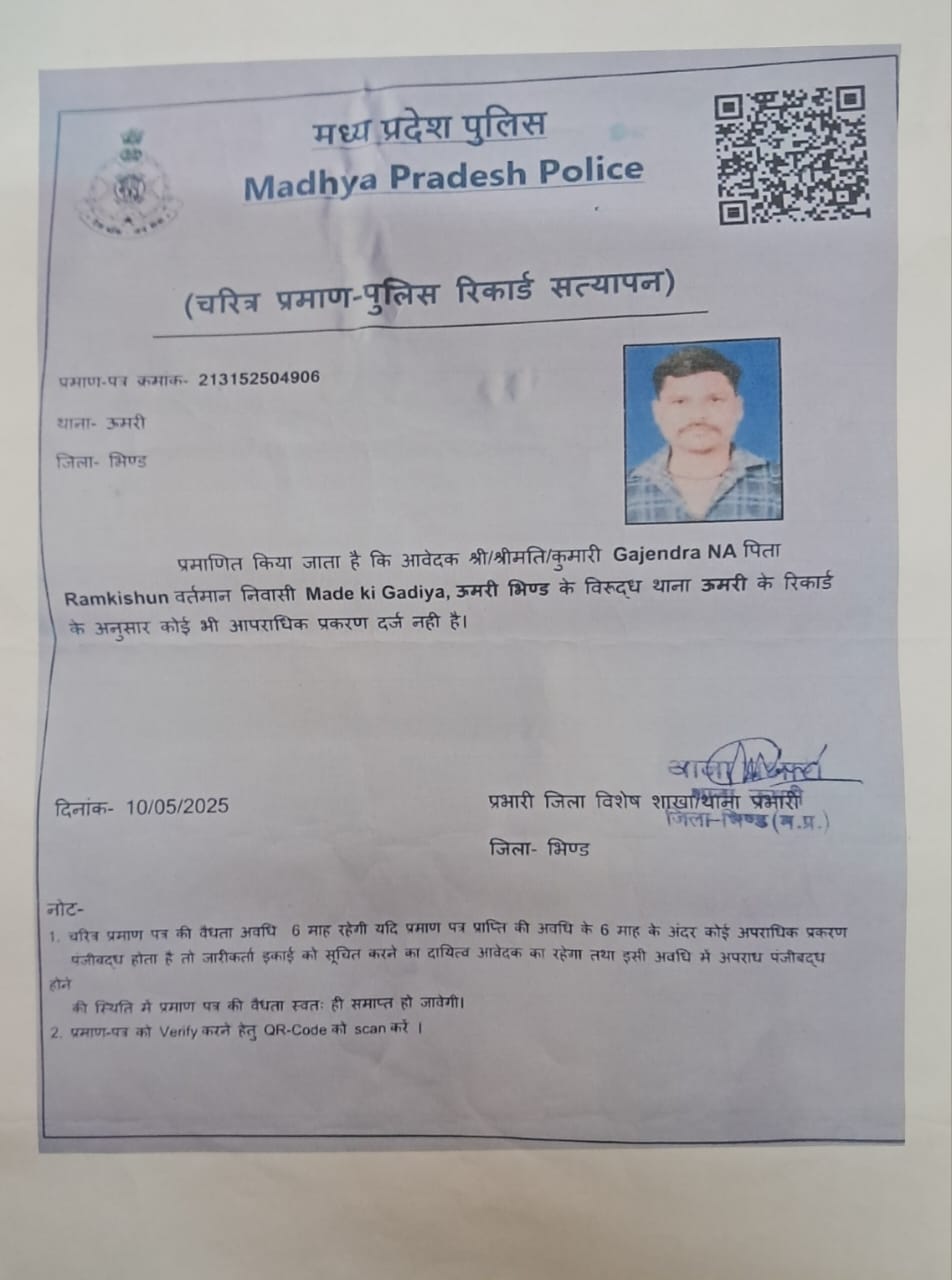 मध्य प्रदेश पुलिस
Madhya Pradesh Police
(चरित्र प्रमाण-पुलिस रिकार्ड सत्यापन)
प्रमाण-पत्र क्रमांक- 213152504906
थाना- ऊमरी
जिला- भिण्ड
प्रमाणित किया जाता है कि आवेदक श्री/श्रीमति/कुमारी Gajendra NA पिता
Ramkishun वर्तमान निवासी Made ki Gadiya, ऊमरी भिण्ड के विरूद्ध थाना ऊमरी के रिकार्ड
के अनुसार कोई भी आपराधिक प्रकरण दर्ज नही है।
दिनांक- 10/05/2025
प्रभारी जिला विशेष शाखा/थाना प्रभारी
जिला-भिण्ड (म.प्र.)
जिला- भिण्ड
नोट-
1. चरित्र प्रमाण पत्र की वैधता अवधि 6 माह रहेगी यदि प्रमाण पत्र प्राप्ति की अवधि के 6 माह के अंदर कोई अपराधिक प्रकरण
पंजीबद्ध होता है तो जारीकर्ता इकाई को सूचित करने का दायित्व आवेदक का रहेगा तथा इसी अवधि में अपराध पंजीबद्ध
होने
की स्थिति में प्रमाण पत्र की वैधता स्वतः ही समाप्त हो जावेगी।
2. प्रमाण-पत्र को Verify करने हेतु QR-Code को scan करें ।